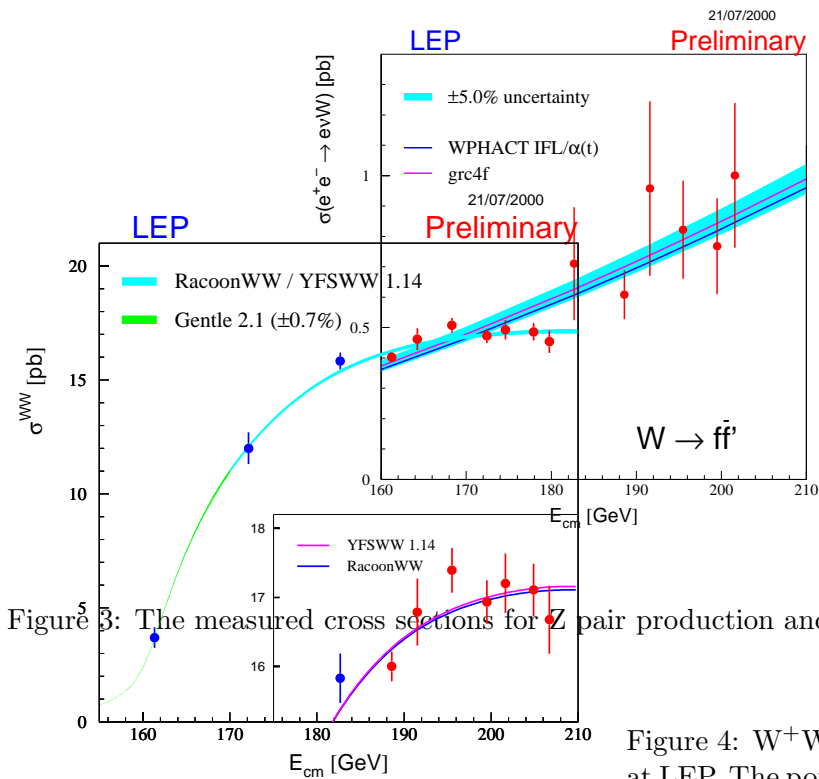 21/07/2000
LEP Preliminary
σ(e⁺e⁻ → eνW) [pb]
±5.0% uncertainty
WPHACT IFL/α(t)
grc4f
1
0.5
0
160 170 180 190 200 210
E_cm [GeV]
W → ff̄'
21/07/2000
LEP Preliminary
σ^WW [pb]
RacoonWW / YFSWW 1.14
Gentle 2.1 (±0.7%)
20
15
10
5
0
155 160 170 180 190 200 210
E_cm [GeV]
18
17
16
YFSWW 1.14
RacoonWW
Figure 3: The measured cross sections for Z pair production and
Figure 4: W⁺W
at LEP. The po